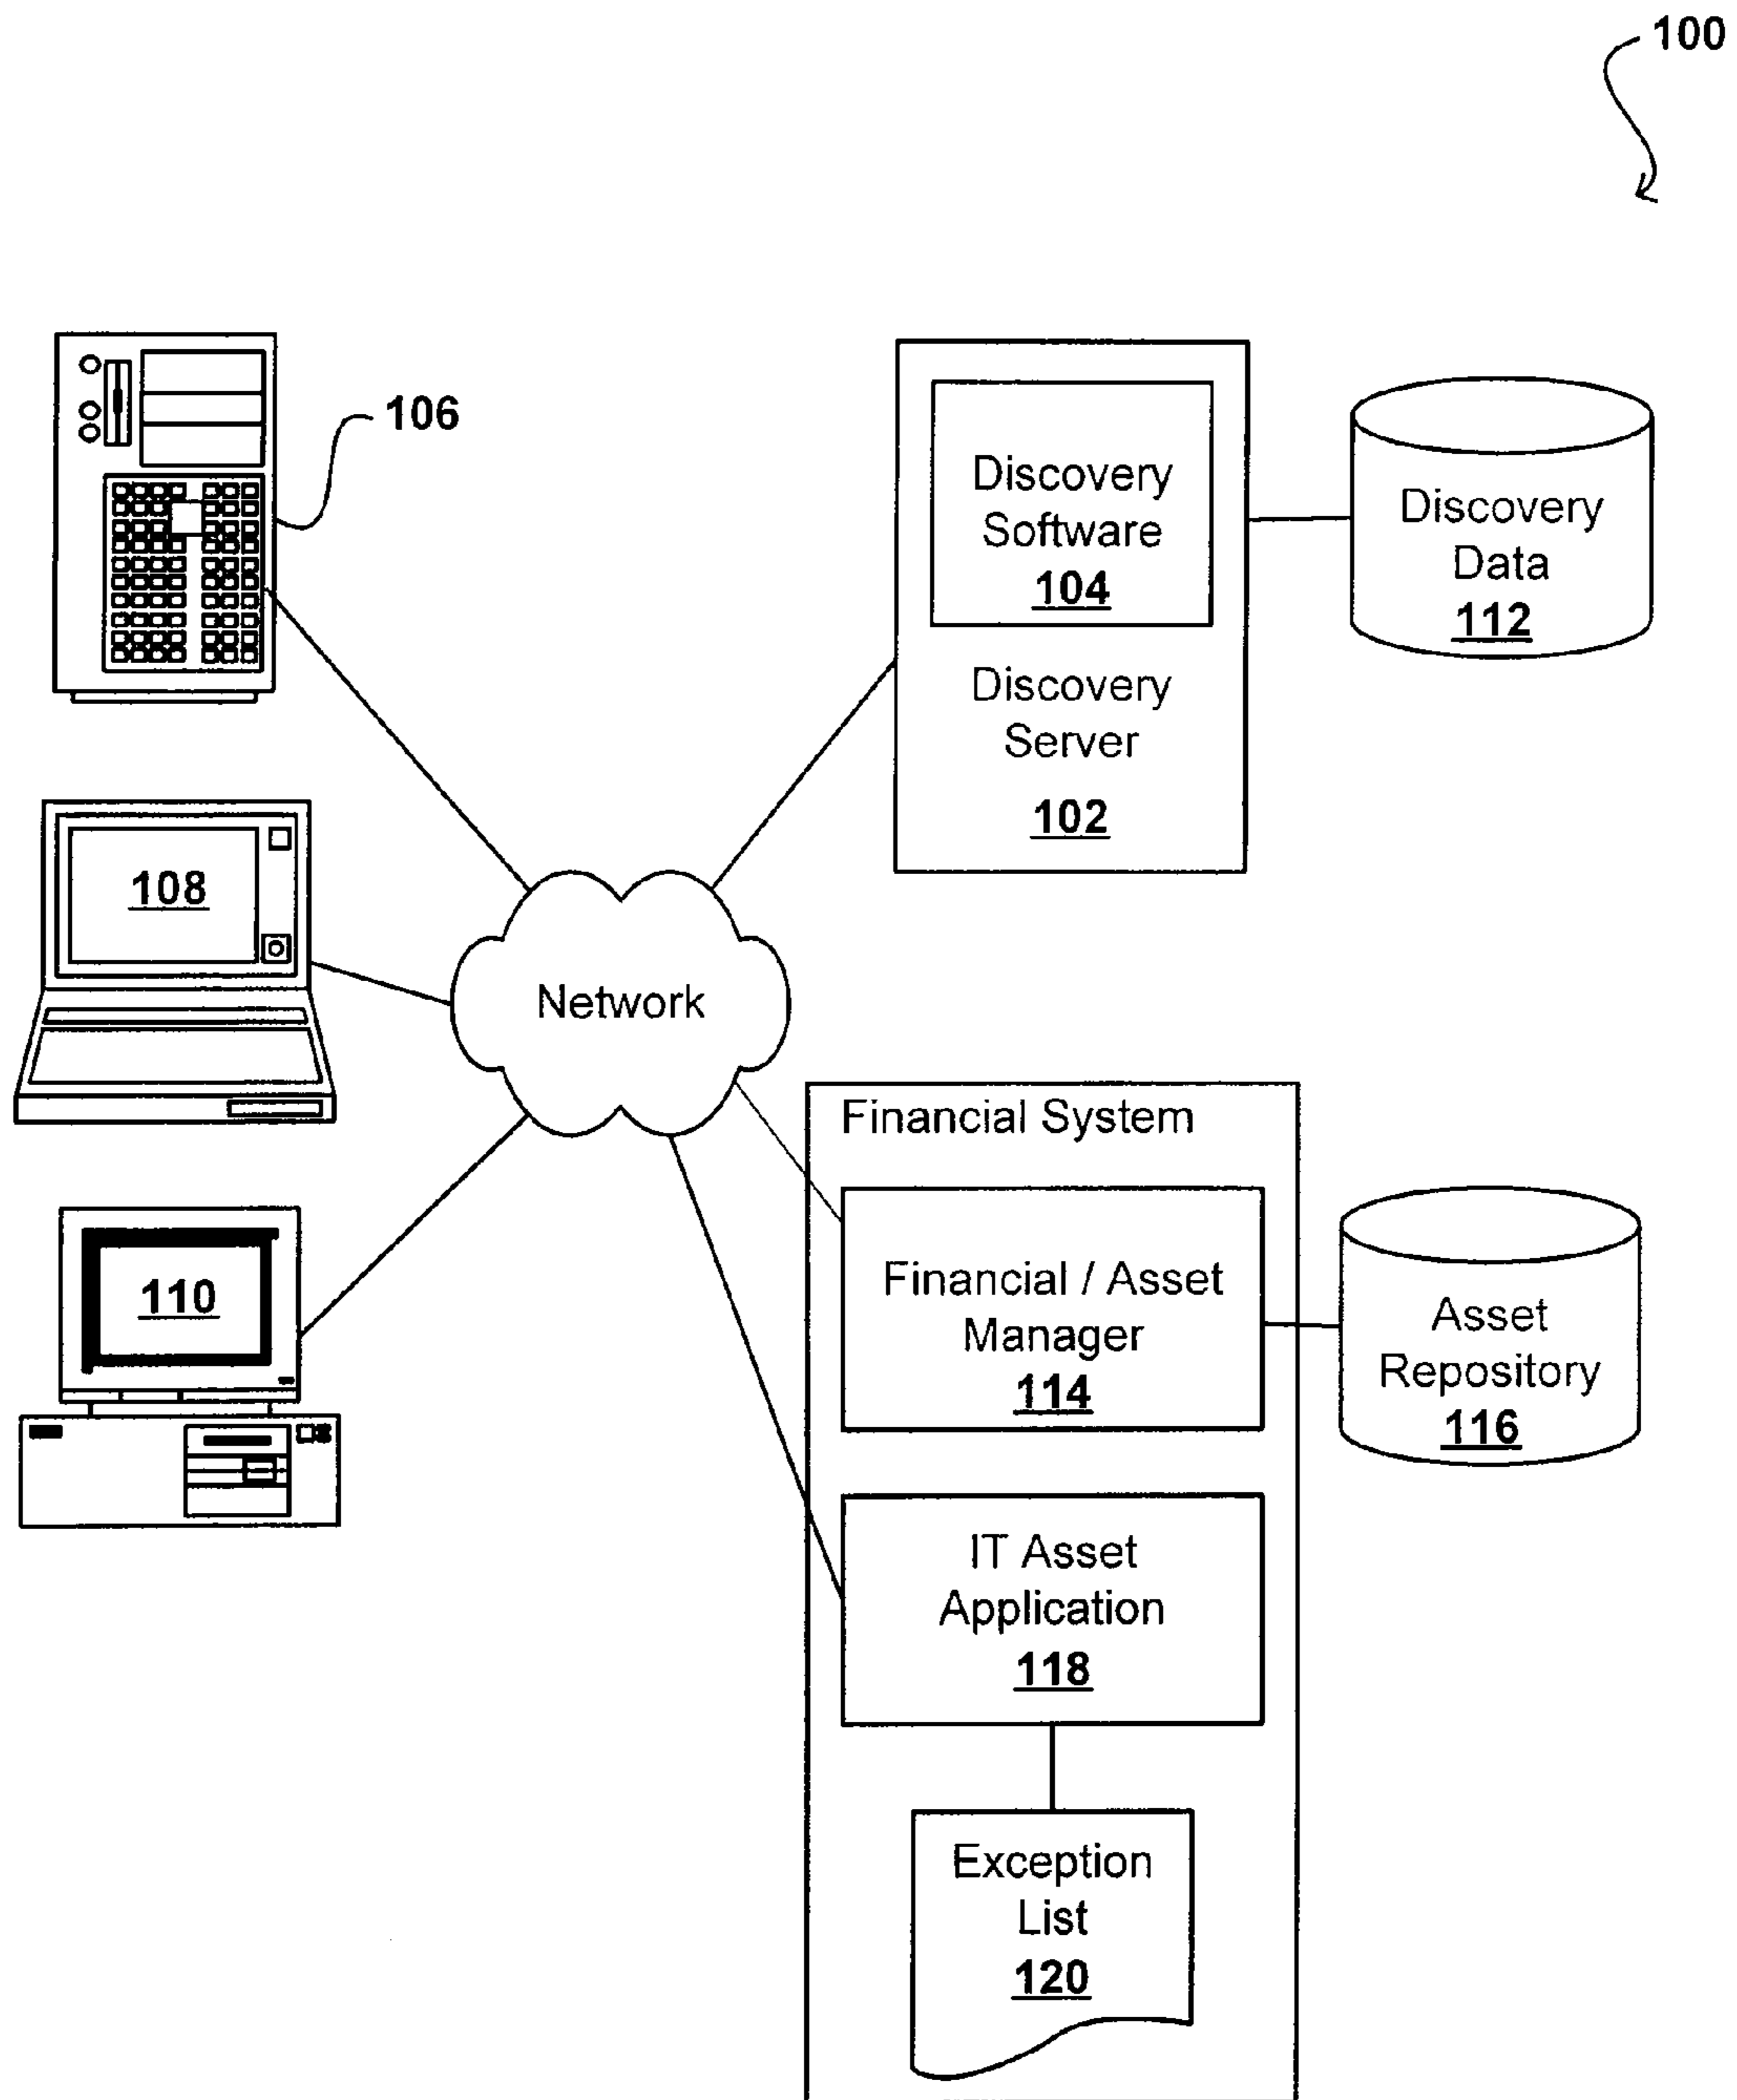 100
106
Discovery
Software
104
Discovery
Server
102
Discovery
Data
112
108
Network
110
Financial System
Financial / Asset
Manager
114
Asset
Repository
116
IT Asset
Application
118
Exception
List
120